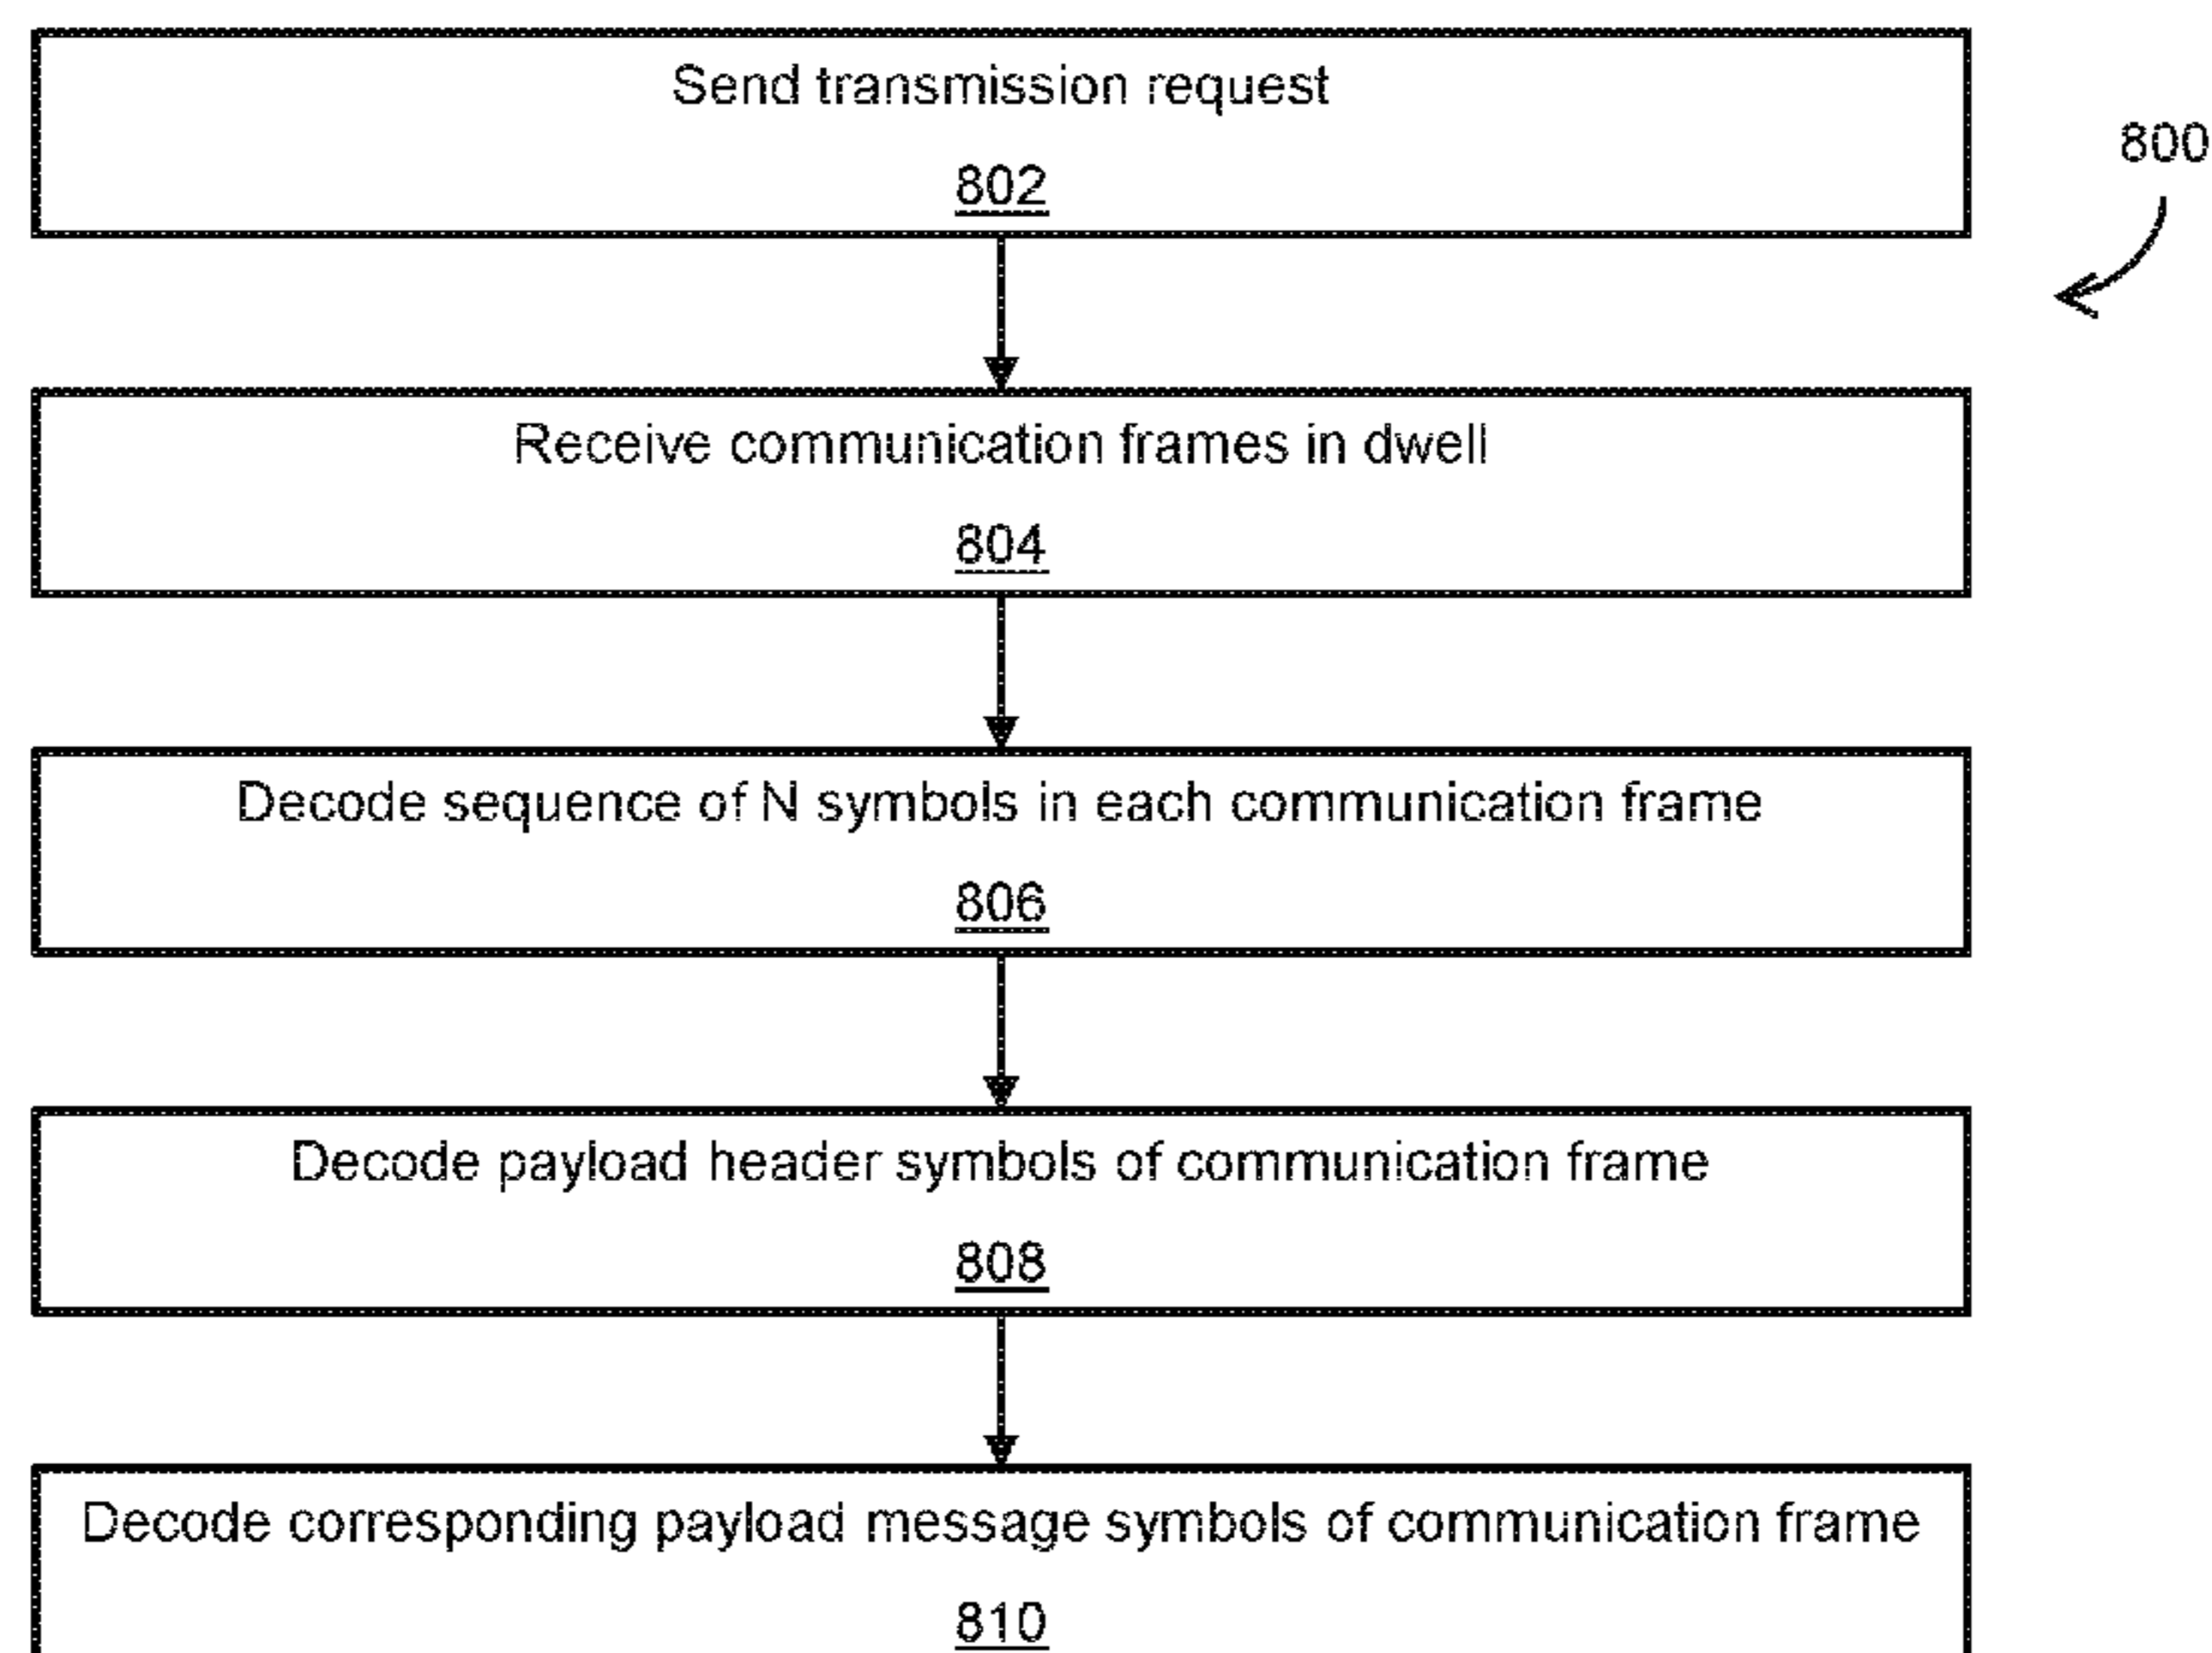 Send transmission request
802
800
Receive communication frames in dwell
804
Decode sequence of N symbols in each communication frame
806
Decode payload header symbols of communication frame
808
Decode corresponding payload message symbols of communication frame
810